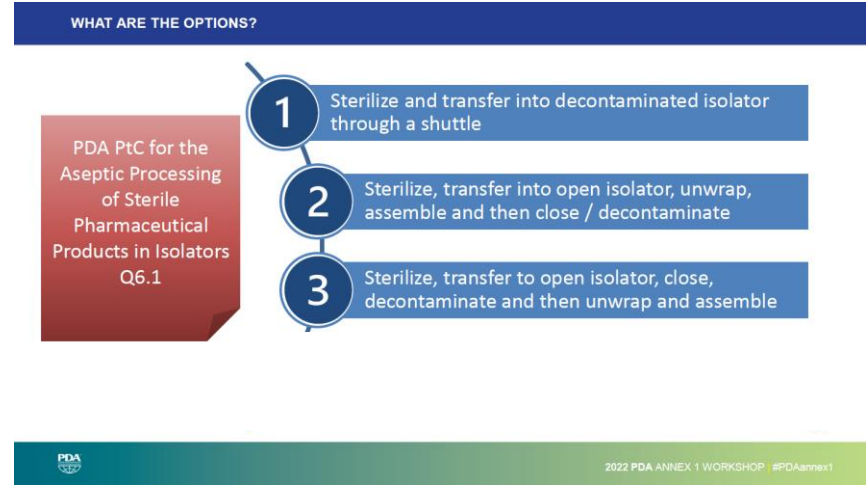 WHAT ARE THE OPTIONS?
PDA PtC for the
Aseptic Processing
of Sterile
Pharmaceutical
Products in Isolators
Q6.1
1
Sterilize and transfer into decontaminated isolator
through a shuttle
2
Sterilize, transfer into open isolator, unwrap,
assemble and then close / decontaminate
3
Sterilize, transfer to open isolator, close,
decontaminate and then unwrap and assemble
PDA
2022 PDA ANNEX 1 WORKSHOP | #PDAannex1